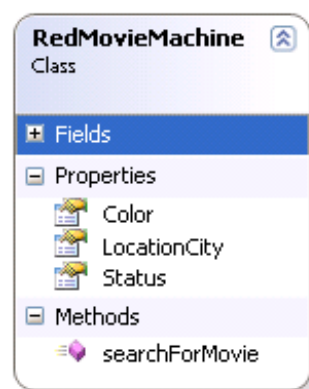 RedMovieMachine
Class
Fields
Properties
Color
LocationCity
Status
Methods
searchForMovie